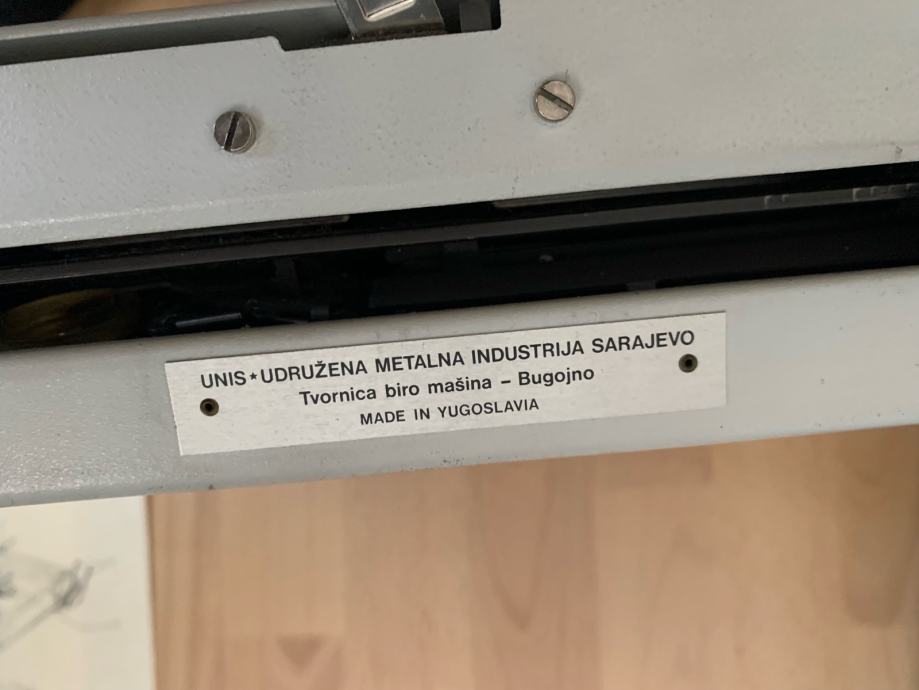 UNIS★UDRUŽENA METALNA INDUSTRIJA SARAJEVO
Tvornica biro mašina – Bugojno
MADE IN YUGOSLAVIA